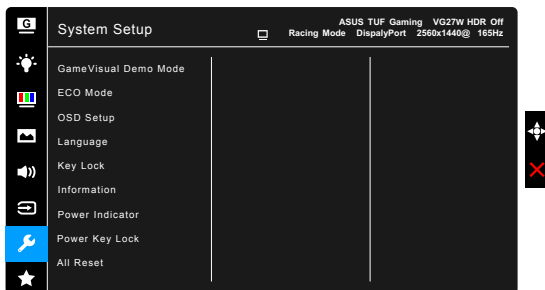 G
System Setup
ASUS TUF Gaming VG27W HDR Off
Racing Mode DispalyPort 2560x1440@ 165Hz
GameVisual Demo Mode
ECO Mode
OSD Setup
Language
Key Lock
Information
Power Indicator
Power Key Lock
All Reset